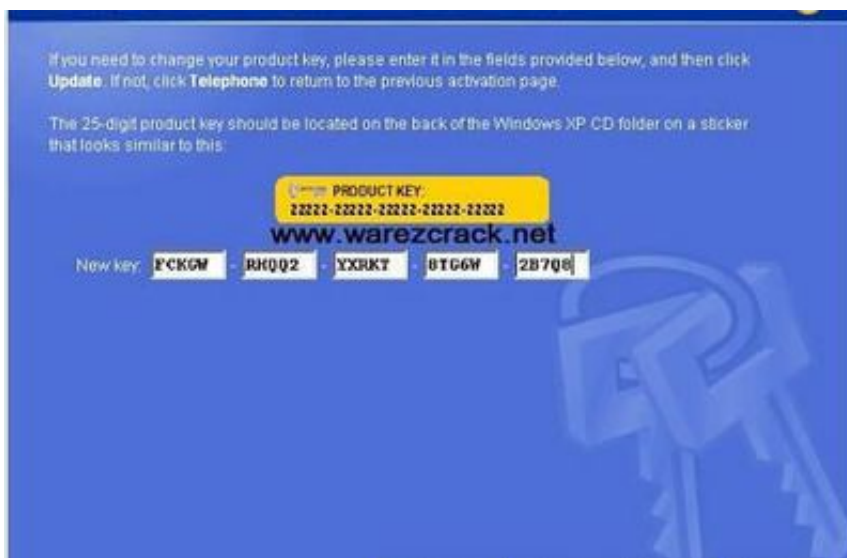 If you need to change your product key, please enter it in the fields provided below, and then click
Update. If not, click Telephone to return to the previous activation page.
The 25-digit product key should be located on the back of the Windows XP CD folder on a sticker
that looks similar to this:
PRODUCT KEY:
22222-22222-22222-22222-22222
www.warezcrack.net
New key: FCKGW - RHQQ2 - YXRKT - 8TG6W - 2B7Q8